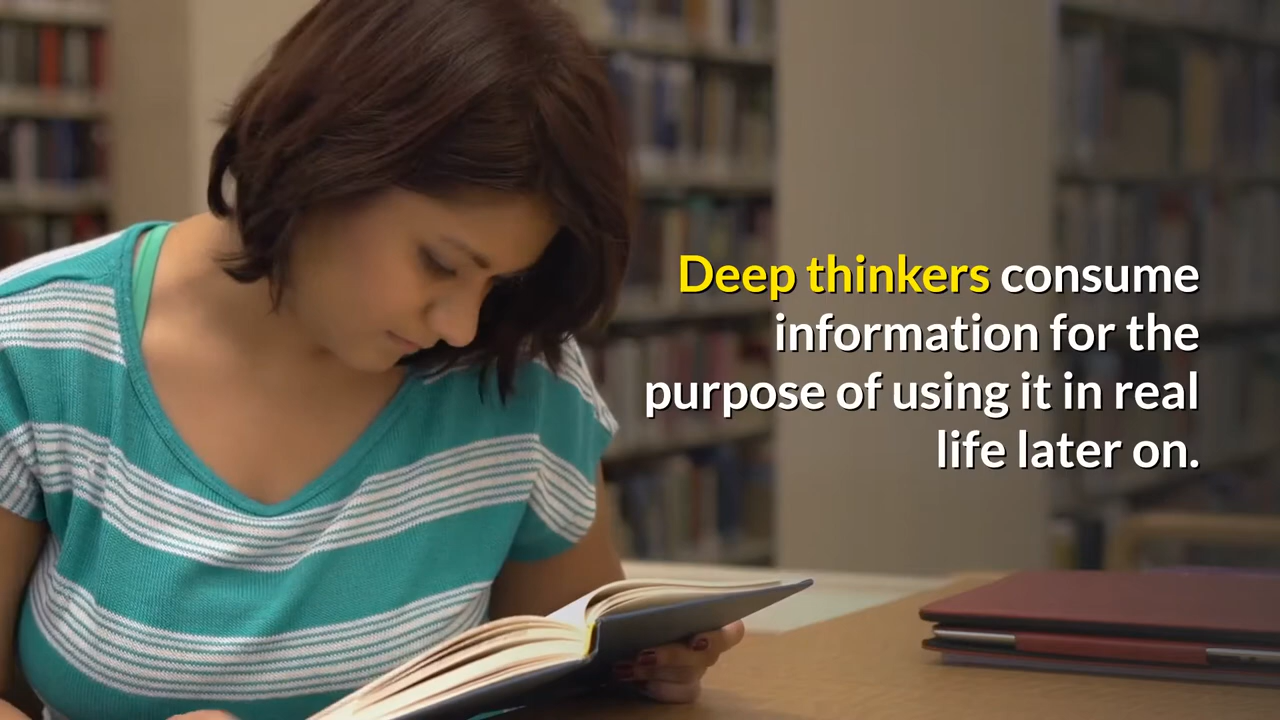 Deep thinkers consume
information for the
purpose of using it in real
life later on.